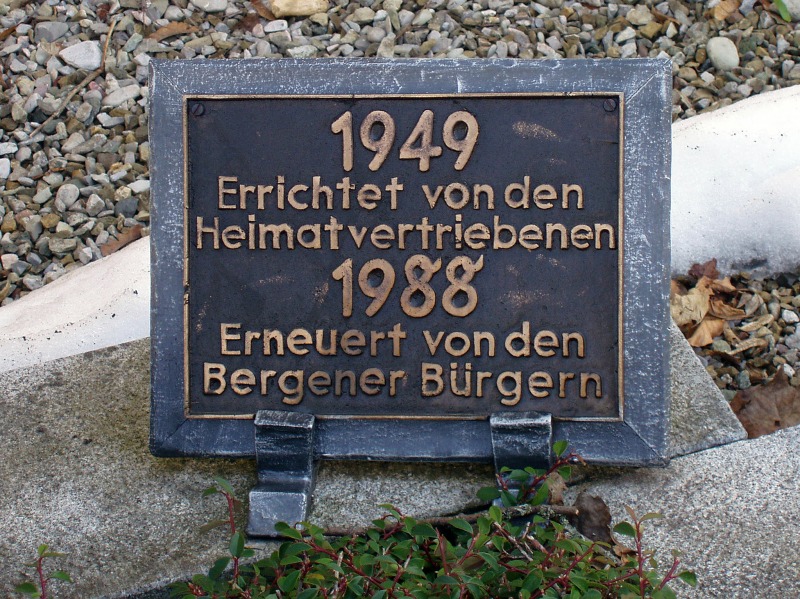 1949
Errichtet von den
Heimatvertriebenen
1988
Erneuert von den
Bergener Bürgern